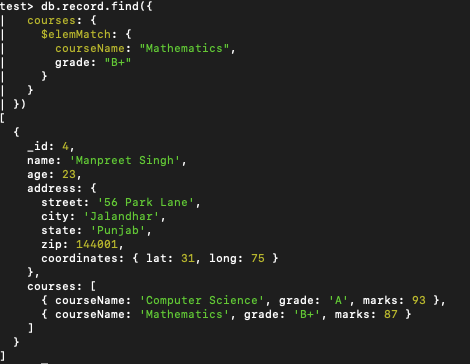 test> db.record.find({
|   courses: {
|     $elemMatch: {
|       courseName: "Mathematics",
|       grade: "B+"
|     }
|   }
| })
[
  {
    _id: 4,
    name: 'Manpreet Singh',
    age: 23,
    address: {
      street: '56 Park Lane',
      city: 'Jalandhar',
      state: 'Punjab',
      zip: 144001,
      coordinates: { lat: 31, long: 75 }
    },
    courses: [
      { courseName: 'Computer Science', grade: 'A', marks: 93 },
      { courseName: 'Mathematics', grade: 'B+', marks: 87 }
    ]
  }
]